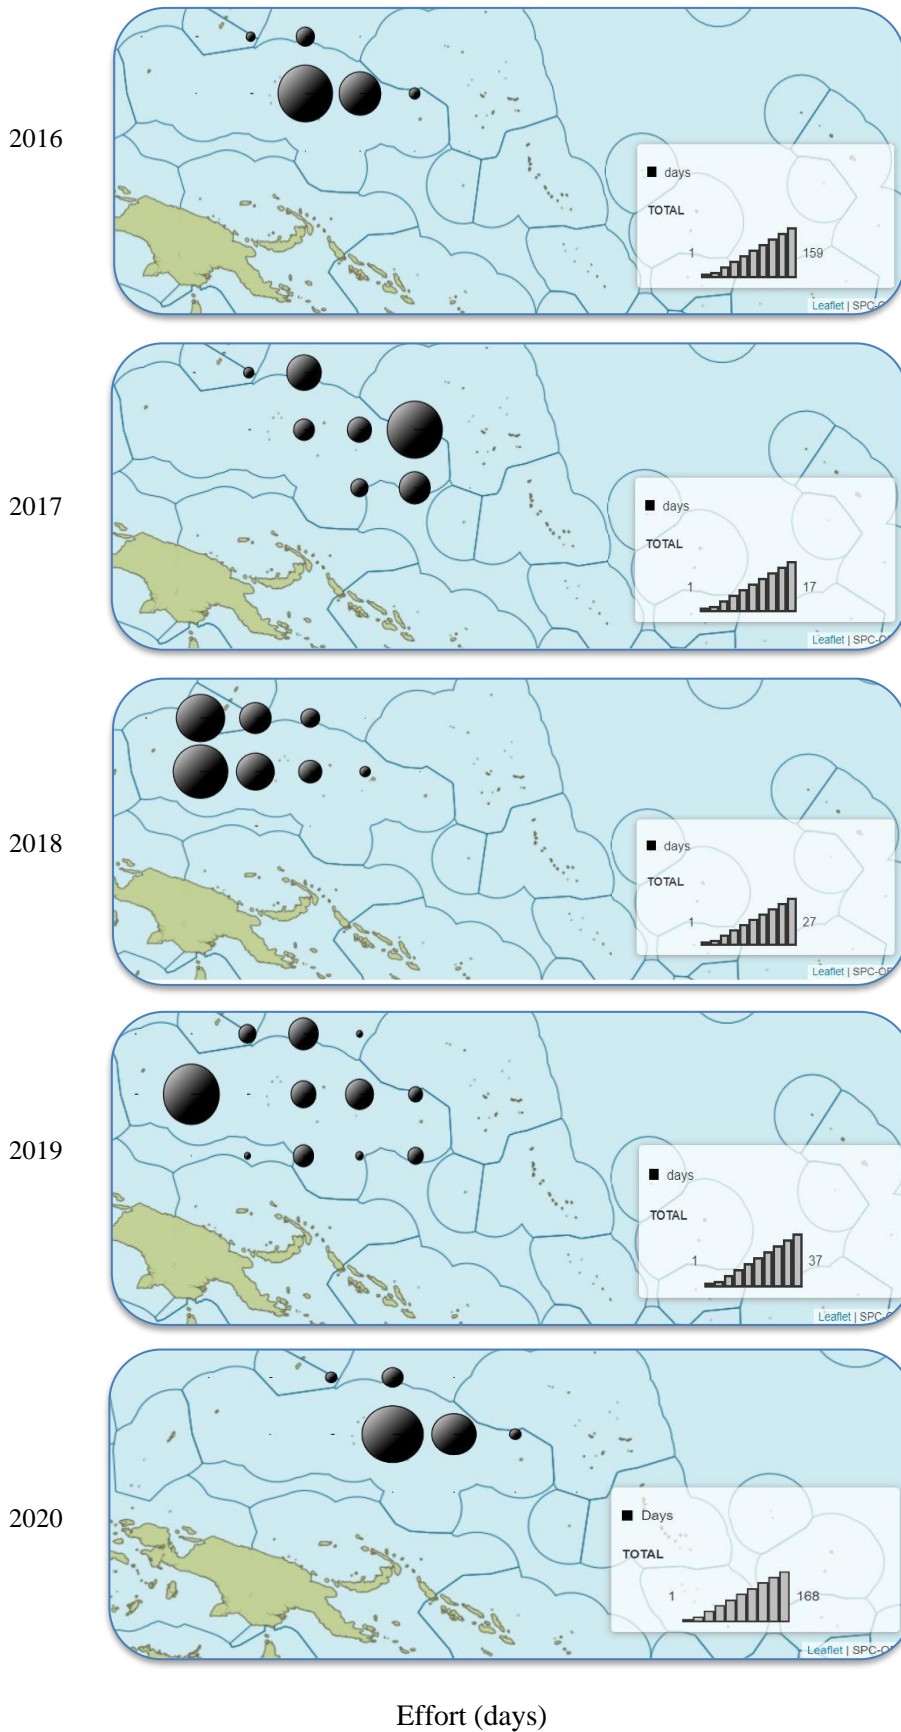 2016
days
TOTAL
1
159
Leaflet | SPC-O
2017
days
TOTAL
1
17
Leaflet | SPC-O
2018
days
TOTAL
1
27
Leaflet | SPC-OF
2019
days
TOTAL
1
37
Leaflet | SPC-
2020
Days
TOTAL
1
168
Leaflet | SPC-O
Effort (days)